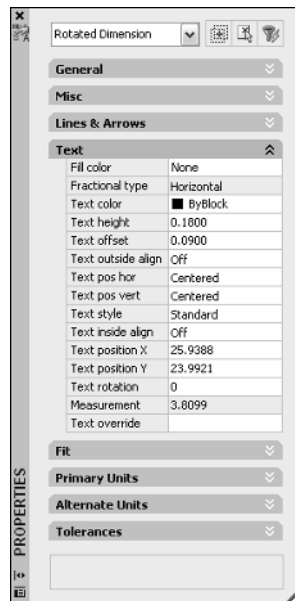 Rotated Dimension
General
Misc
Lines & Arrows
Text
Fill color None
Fractional type Horizontal
Text color ByBlock
Text height 0.1800
Text offset 0.0900
Text outside align Off
Text pos hor Centered
Text pos vert Centered
Text style Standard
Text inside align Off
Text position X 25.9388
Text position Y 23.9921
Text rotation 0
Measurement 3.8099
Text override
Fit
Primary Units
Alternate Units
Tolerances
PROPERTIES